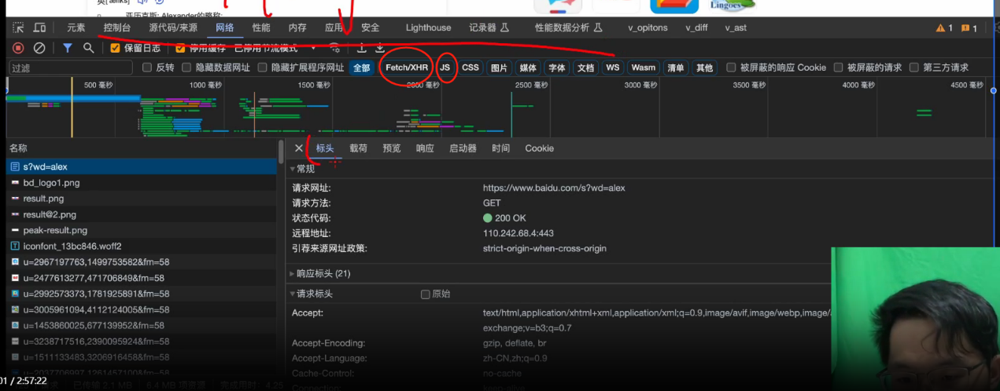 英[ˈælɪks]
亚历克斯: Alexander的略称:
Lingoes
元素 控制台 源代码/来源 网络 性能 内存 应用 安全 Lighthouse 记录器 性能数据分析 v_opitons v_diff v_ast 1 1
保留日志 停用缓存 已停用节流模式
过滤 反转 隐藏数据网址 隐藏扩展程序网址 全部 Fetch/XHR JS CSS 图片 媒体 字体 文档 WS Wasm 清单 其他 被屏蔽的响应 Cookie 被屏蔽的请求 第三方请求
500 毫秒 1000 毫秒 1500 毫秒 2000 毫秒 2500 毫秒 3000 毫秒 3500 毫秒 4000 毫秒 4500 毫秒
名称
s?wd=alex
bd_logo1.png
result.png
result@2.png
peak-result.png
iconfont_13bc846.woff2
u=2967197763,1499753582&fm=58
u=2477613277,471706849&fm=58
u=2992573373,1781925891&fm=58
u=3005961094,4112124005&fm=58
u=1453860025,677139952&fm=58
u=3238717516,2390095924&fm=58
u=1511133483,3206916458&fm=58
u=2037706997,1261457100&fm=58
标头 载荷 预览 响应 启动器 时间 Cookie
常规
请求网址: https://www.baidu.com/s?wd=alex
请求方法: GET
状态代码: 200 OK
远程地址: 110.242.68.4:443
引荐来源网址政策: strict-origin-when-cross-origin
响应标头 (21)
请求标头 原始
Accept: text/html,application/xhtml+xml,application/xml;q=0.9,image/avif,image/webp,image/
exchange;v=b3;q=0.7
Accept-Encoding: gzip, deflate, br
Accept-Language: zh-CN,zh;q=0.9
Cache-Control: no-cache
Connection: keep-alive
01 / 2:57:22
已传输 2.1 MB 6.4 MB 项资源 完成用时: 4.25